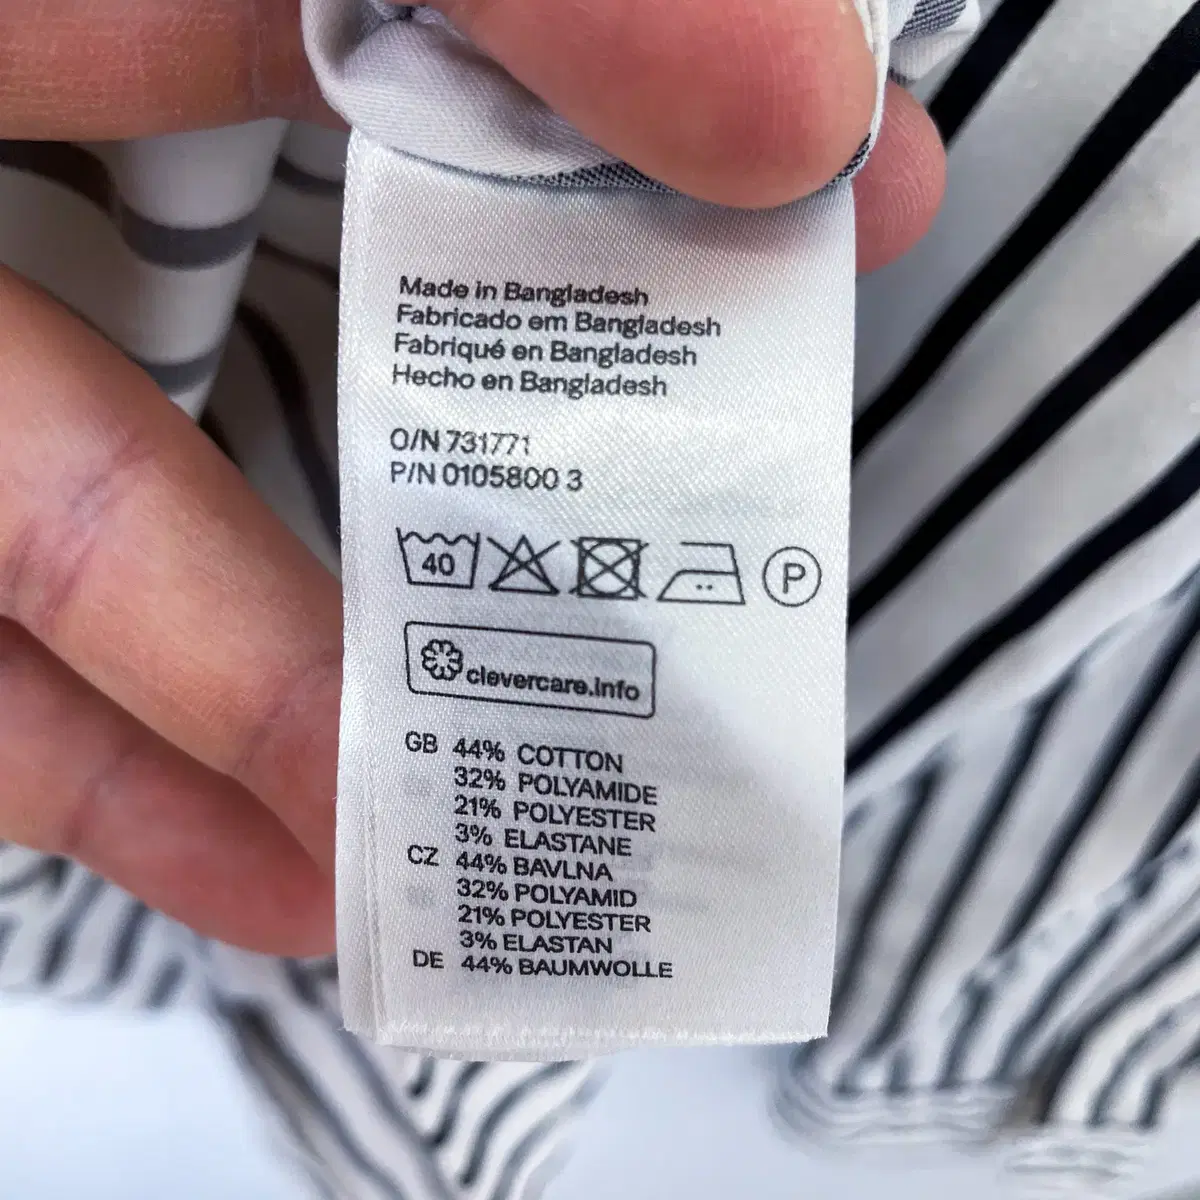 Made in Bangladesh
Fabricado em Bangladesh
Fabriqué en Bangladesh
Hecho en Bangladesh
O/N 731771
P/N 0105800 3
40 P
clevercare.info
GB 44% COTTON
32% POLYAMIDE
21% POLYESTER
3% ELASTANE
CZ 44% BAVLNA
32% POLYAMID
21% POLYESTER
3% ELASTAN
DE 44% BAUMWOLLE